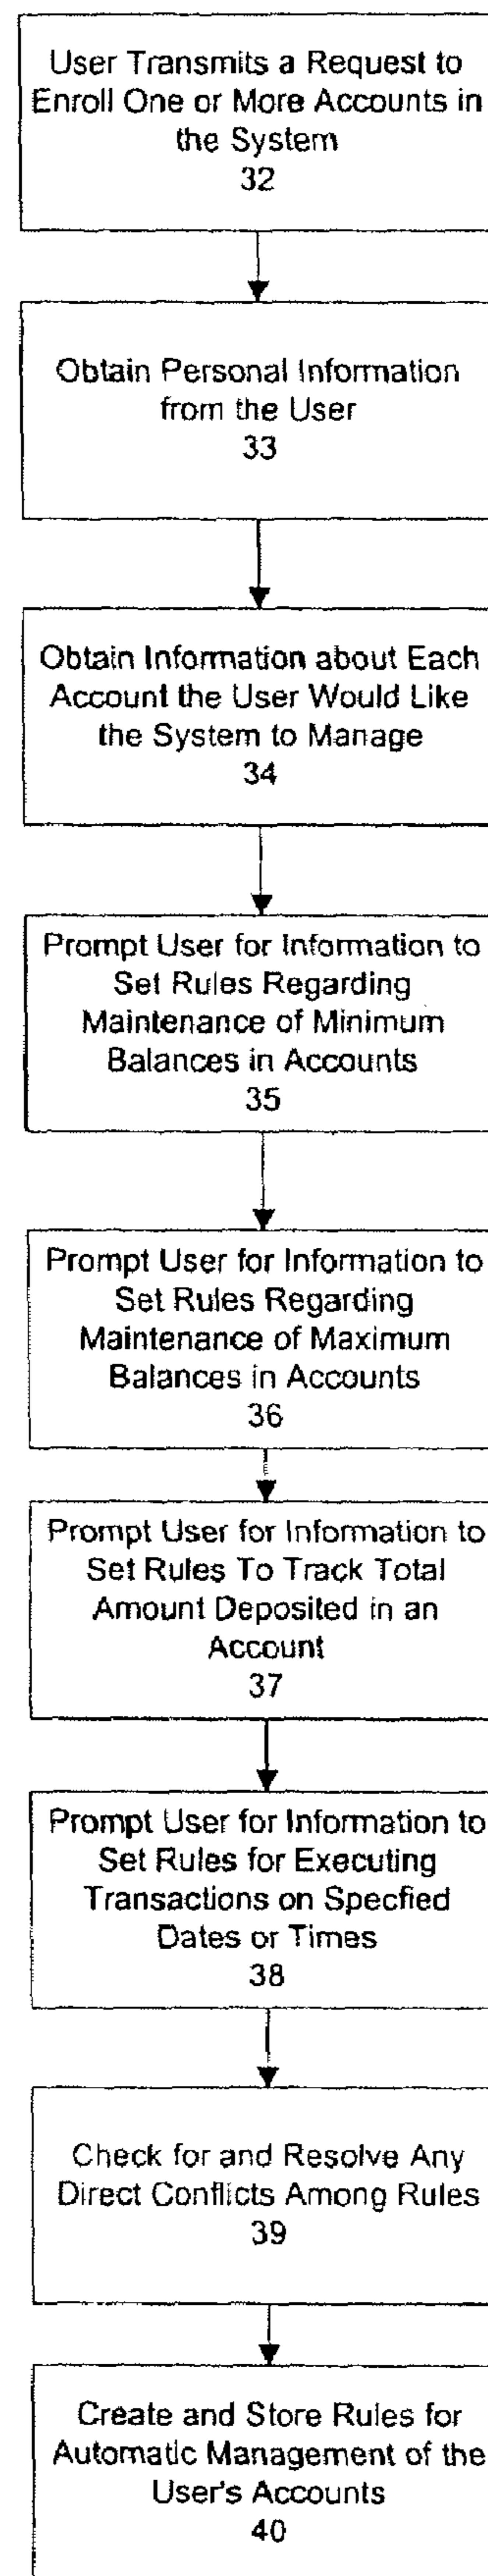 User Transmits a Request to
Enroll One or More Accounts in
the System
32
Obtain Personal Information
from the User
33
Obtain Information about Each
Account the User Would Like
the System to Manage
34
Prompt User for Information to
Set Rules Regarding
Maintenance of Minimum
Balances in Accounts
35
Prompt User for Information to
Set Rules Regarding
Maintenance of Maximum
Balances in Accounts
36
Prompt User for Information to
Set Rules To Track Total
Amount Deposited in an
Account
37
Prompt User for Information to
Set Rules for Executing
Transactions on Specfied
Dates or Times
38
Check for and Resolve Any
Direct Conflicts Among Rules
39
Create and Store Rules for
Automatic Management of the
User's Accounts
40